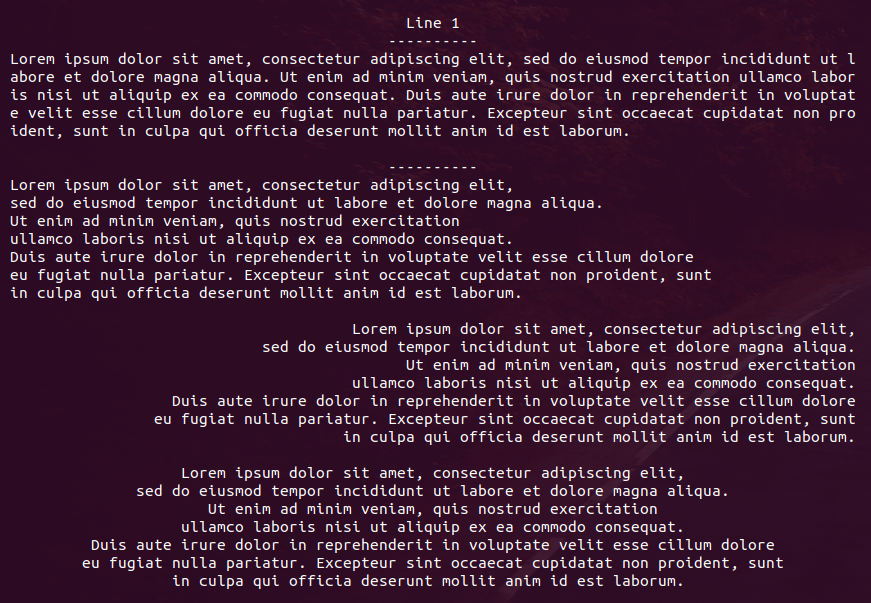 Line 1
----------
Lorem ipsum dolor sit amet, consectetur adipiscing elit, sed do eiusmod tempor incididunt ut l
abore et dolore magna aliqua. Ut enim ad minim veniam, quis nostrud exercitation ullamco labor
is nisi ut aliquip ex ea commodo consequat. Duis aute irure dolor in reprehenderit in voluptat
e velit esse cillum dolore eu fugiat nulla pariatur. Excepteur sint occaecat cupidatat non pro
ident, sunt in culpa qui officia deserunt mollit anim id est laborum.

----------
Lorem ipsum dolor sit amet, consectetur adipiscing elit,
sed do eiusmod tempor incididunt ut labore et dolore magna aliqua.
Ut enim ad minim veniam, quis nostrud exercitation
ullamco laboris nisi ut aliquip ex ea commodo consequat.
Duis aute irure dolor in reprehenderit in voluptate velit esse cillum dolore
eu fugiat nulla pariatur. Excepteur sint occaecat cupidatat non proident, sunt
in culpa qui officia deserunt mollit anim id est laborum.

Lorem ipsum dolor sit amet, consectetur adipiscing elit,
sed do eiusmod tempor incididunt ut labore et dolore magna aliqua.
Ut enim ad minim veniam, quis nostrud exercitation
ullamco laboris nisi ut aliquip ex ea commodo consequat.
Duis aute irure dolor in reprehenderit in voluptate velit esse cillum dolore
eu fugiat nulla pariatur. Excepteur sint occaecat cupidatat non proident, sunt
in culpa qui officia deserunt mollit anim id est laborum.

Lorem ipsum dolor sit amet, consectetur adipiscing elit,
sed do eiusmod tempor incididunt ut labore et dolore magna aliqua.
Ut enim ad minim veniam, quis nostrud exercitation
ullamco laboris nisi ut aliquip ex ea commodo consequat.
Duis aute irure dolor in reprehenderit in voluptate velit esse cillum dolore
eu fugiat nulla pariatur. Excepteur sint occaecat cupidatat non proident, sunt
in culpa qui officia deserunt mollit anim id est laborum.